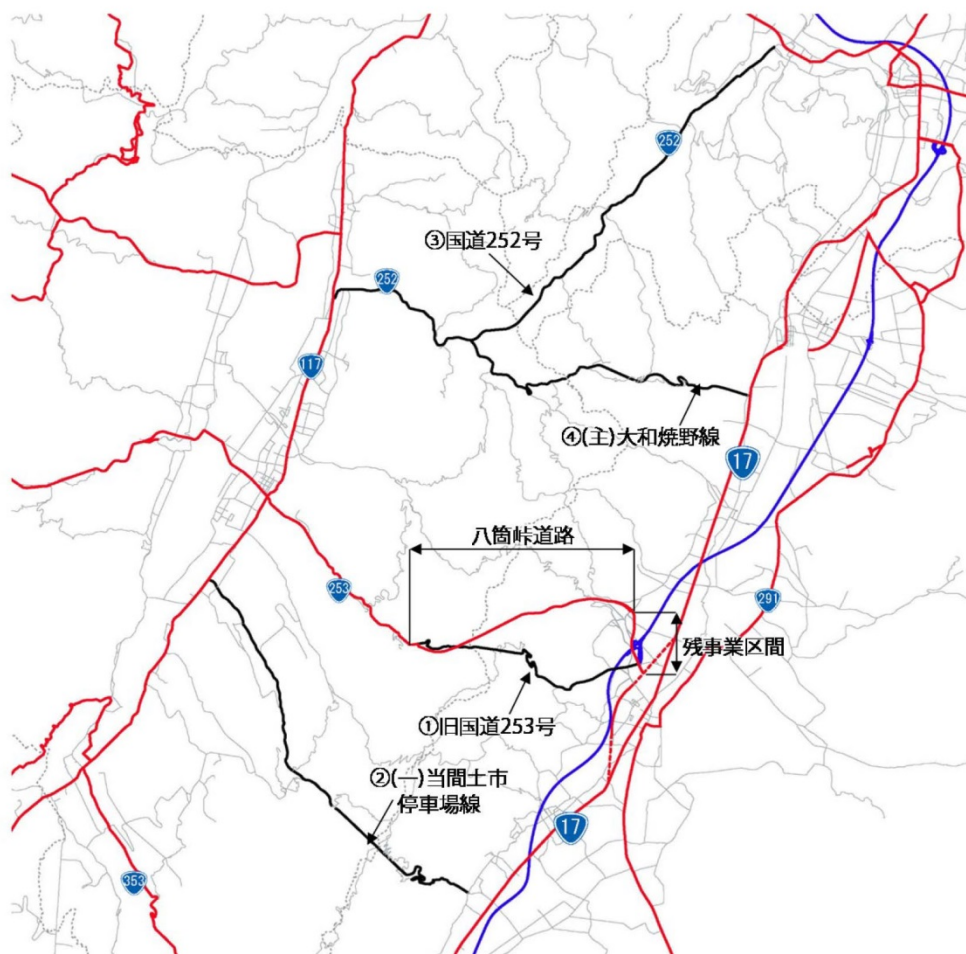 252
③国道252号
252
117
④(主)大和焼野線
17
八箇峠道路
253
291
残事業区間
①旧国道253号
②(一)当間土市
停車場線
17
353